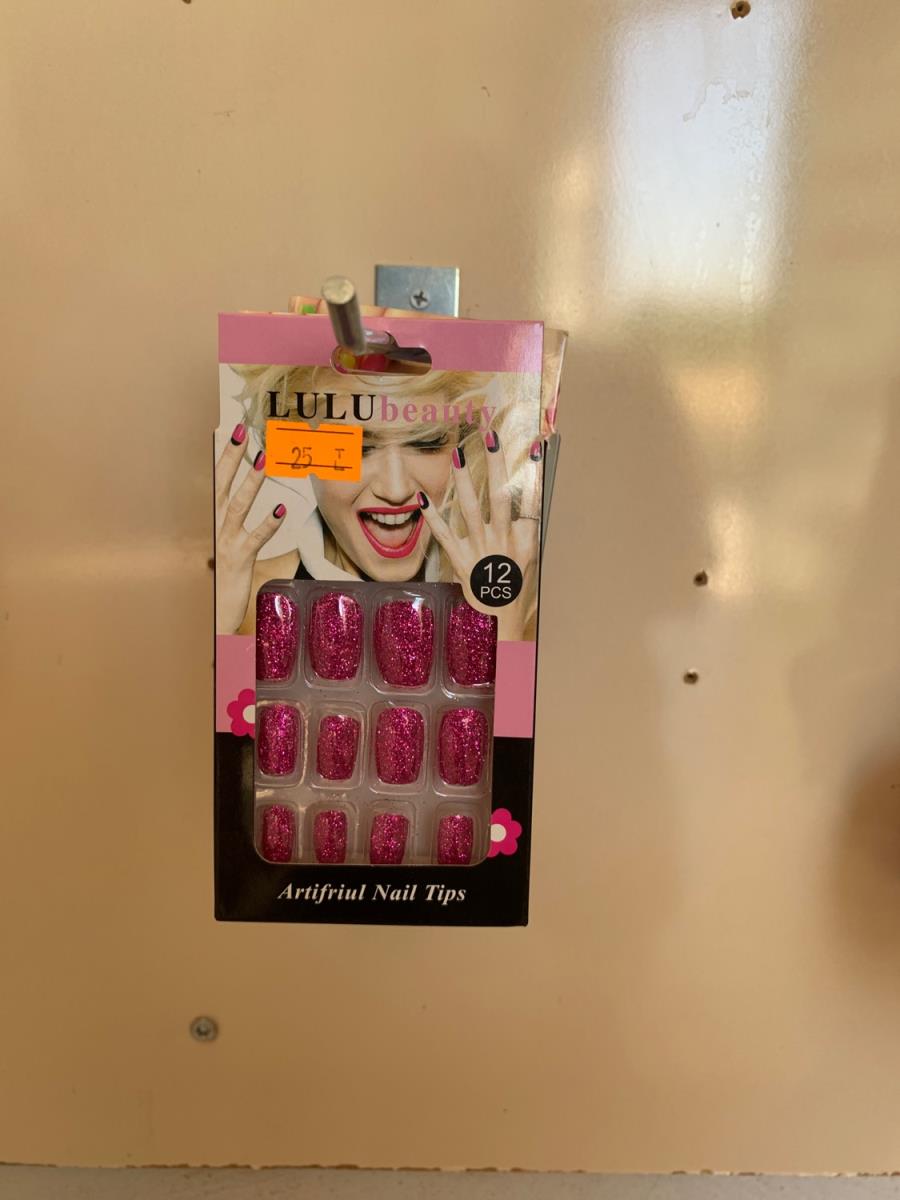 LULUbeauty
25 L
12
PCS
Artifriul Nail Tips